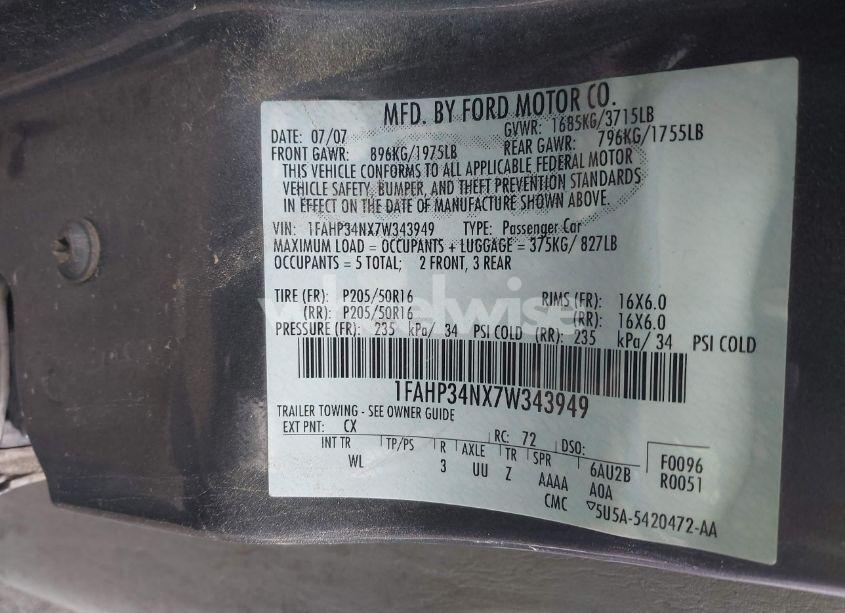 MFD. BY FORD MOTOR CO.
DATE: 07/07 GVWR: 1685KG/3715LB
FRONT GAWR: 896KG/1975LB REAR GAWR: 796KG/1755LB
THIS VEHICLE CONFORMS TO ALL APPLICABLE FEDERAL MOTOR
VEHICLE SAFETY, BUMPER, AND THEFT PREVENTION STANDARDS
IN EFFECT ON THE DATE OF MANUFACTURE SHOWN ABOVE.
VIN: 1FAHP34NX7W343949 TYPE: Passenger Car
MAXIMUM LOAD = OCCUPANTS + LUGGAGE = 375KG/ 827LB
OCCUPANTS = 5 TOTAL; 2 FRONT, 3 REAR
TIRE (FR): P205/50R16 RIMS (FR): 16X6.0
(RR): P205/50R16 (RR): 16X6.0
PRESSURE (FR): 235 kPa/ 34 PSI COLD (RR): 235 kPa/ 34 PSI COLD
wheelwise
1FAHP34NX7W343949
TRAILER TOWING - SEE OWNER GUIDE
EXT PNT: CX RC: 72 DSO:
INT TR TP/PS R AXLE TR SPR 6AU2B F0096
WL 3 UU Z AAAA A0A R0051
CMC ▽5U5A-5420472-AA